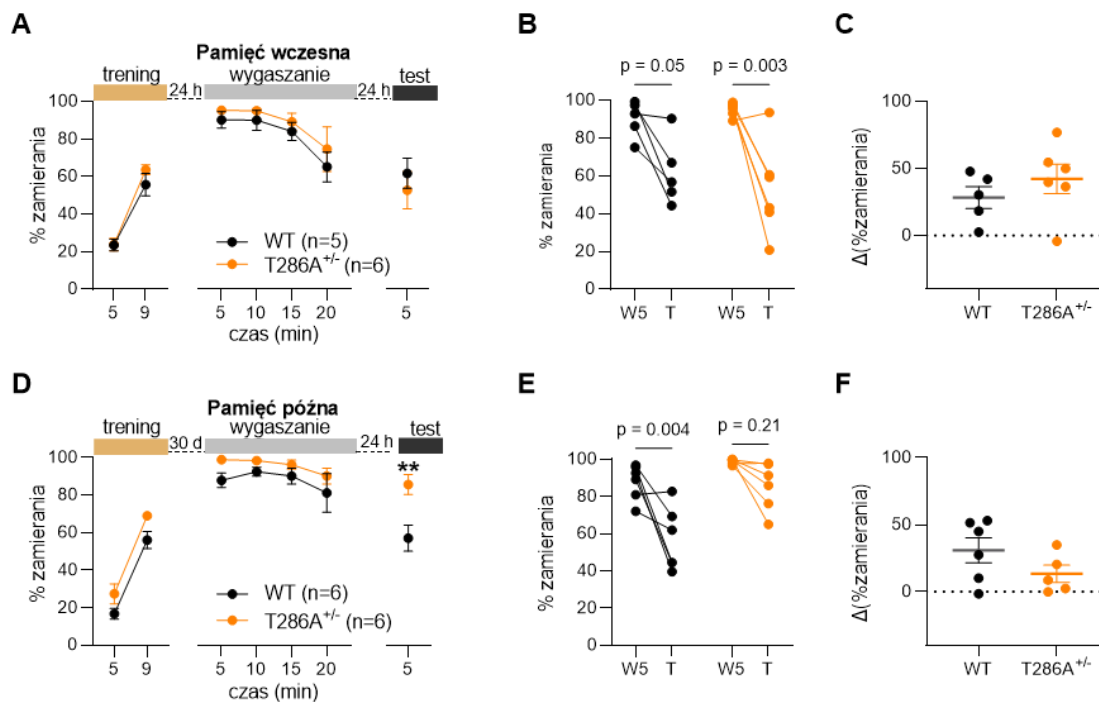 A
Pamięć wczesna
trening 24 h wygaszanie 24 h test
100
80
60
40
20
0
% zamierania
WT (n=5)
T286A+/- (n=6)
5 9 5 10 15 20 5
czas (min)
B
p = 0.05 p = 0.003
100
80
60
40
20
0
% zamierania
W5 T W5 T
C
100
50
0
Δ(%zamierania)
WT T286A+/-
D
Pamięć późna
trening 30 d wygaszanie 24 h test
**
100
80
60
40
20
0
% zamierania
WT (n=6)
T286A+/- (n=6)
5 9 5 10 15 20 5
czas (min)
E
p = 0.004 p = 0.21
100
80
60
40
20
0
% zamierania
W5 T W5 T
F
100
50
0
Δ(%zamierania)
WT T286A+/-